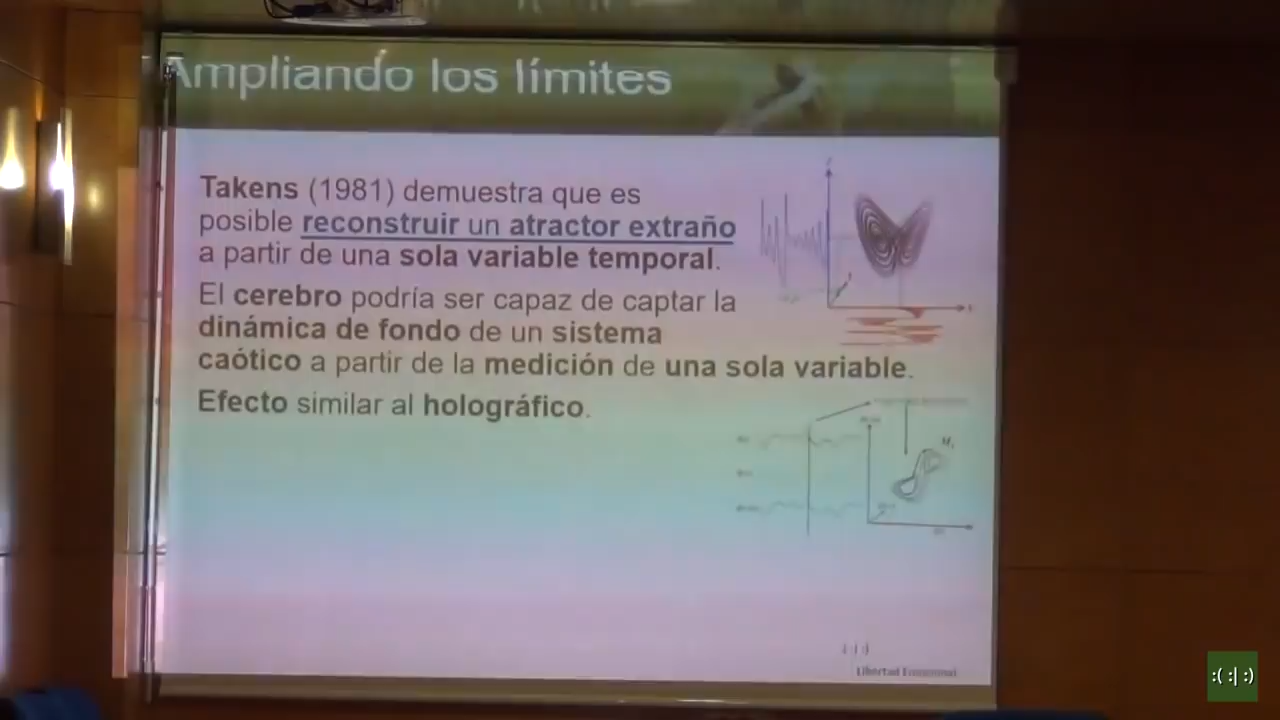 Ampliando los límites
Takens (1981) demuestra que es
posible reconstruir un atractor extraño
a partir de una sola variable temporal.
El cerebro podría ser capaz de captar la
dinámica de fondo de un sistema
caótico a partir de la medición de una sola variable.
Efecto similar al holográfico.
:( :| :)
Libertad Emocional
:( :| :)